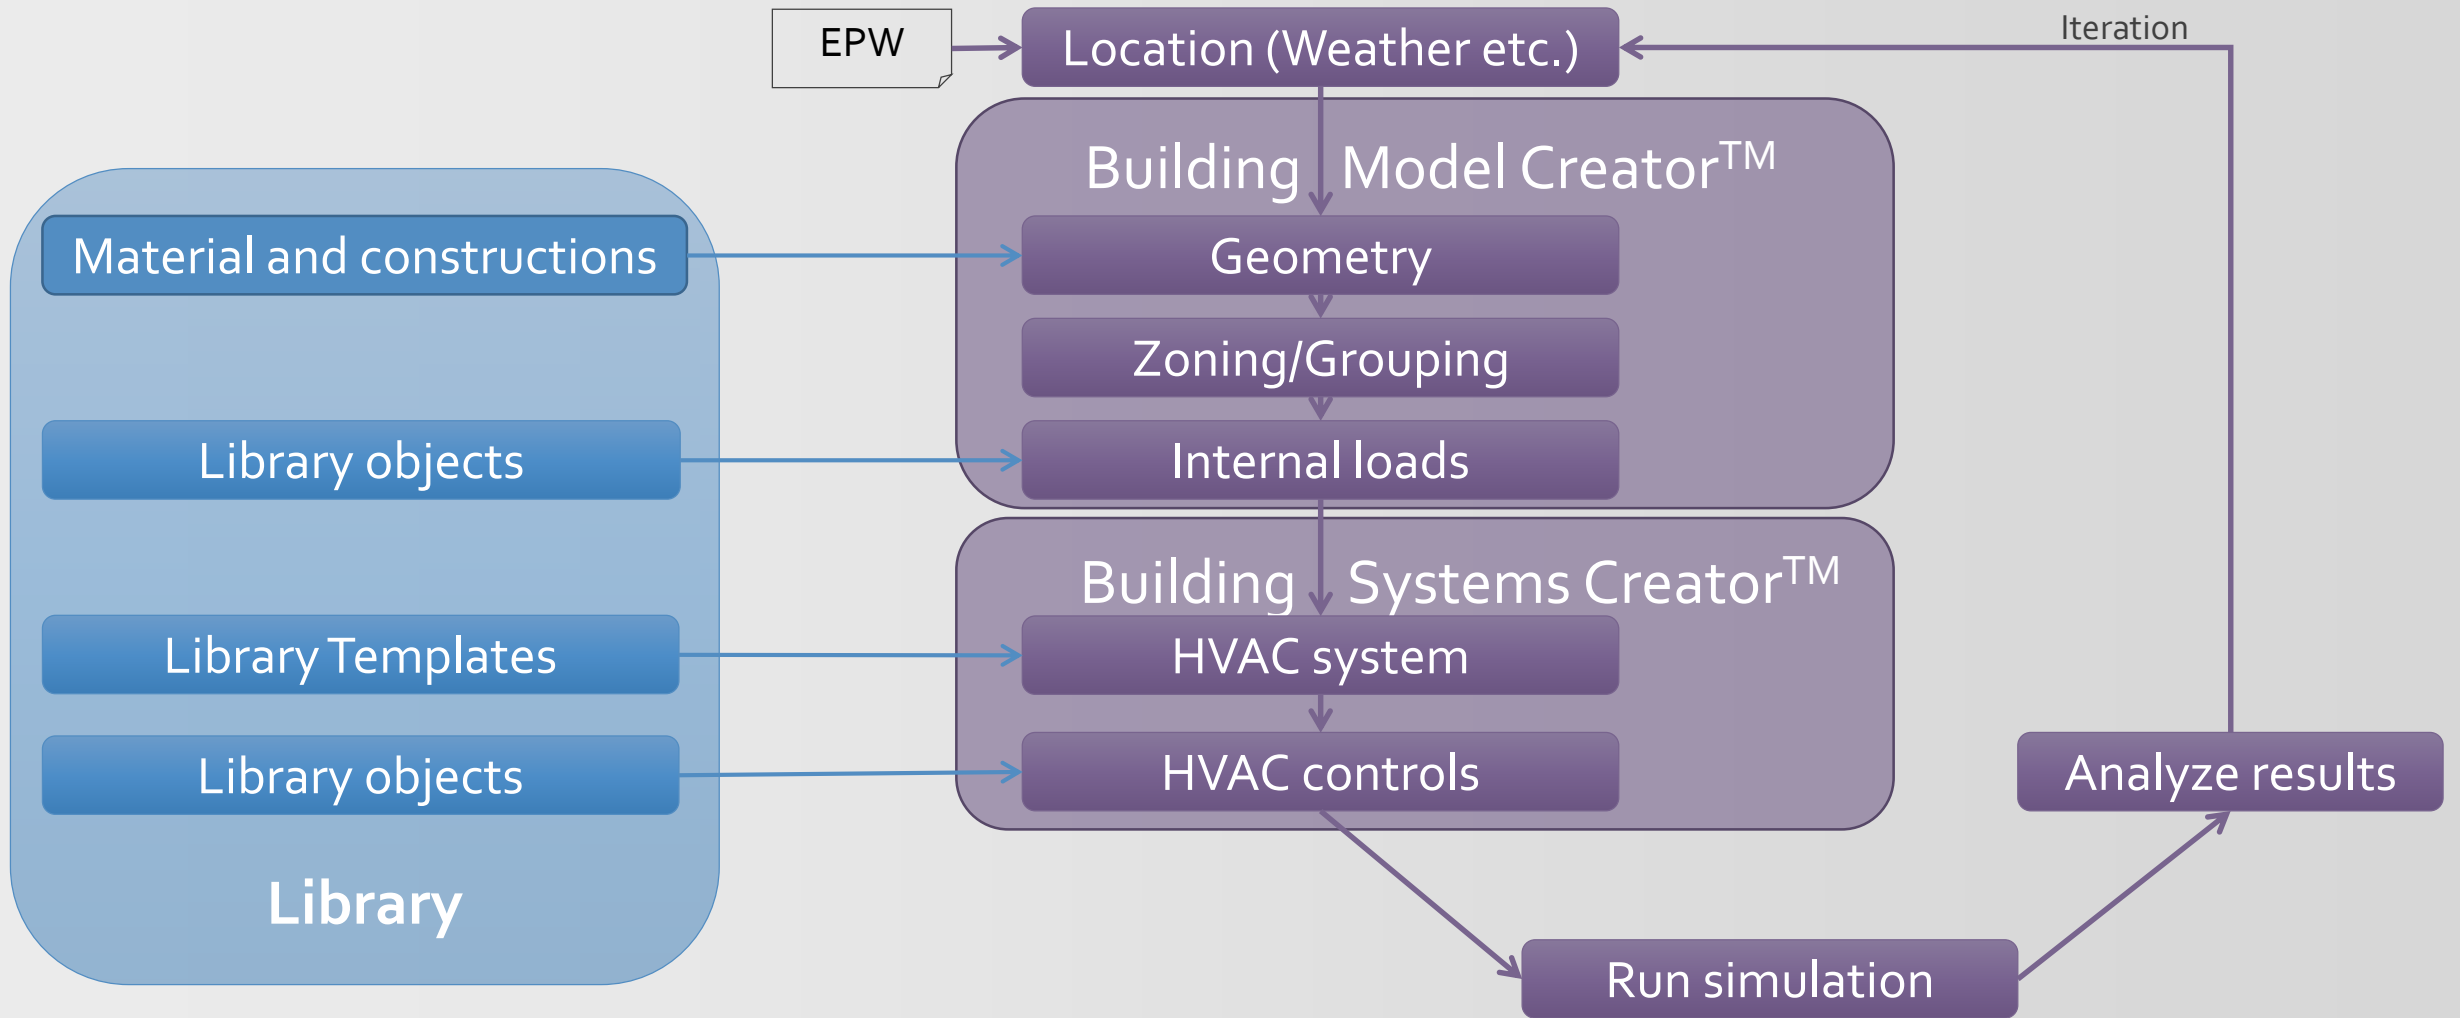 EPW
Location (Weather etc.)
Iteration
Building Model Creator™
Material and constructions
Geometry
Zoning/Grouping
Library objects
Internal loads
Building Systems Creator™
Library Templates
HVAC system
Library objects
HVAC controls
Analyze results
Library
Run simulation